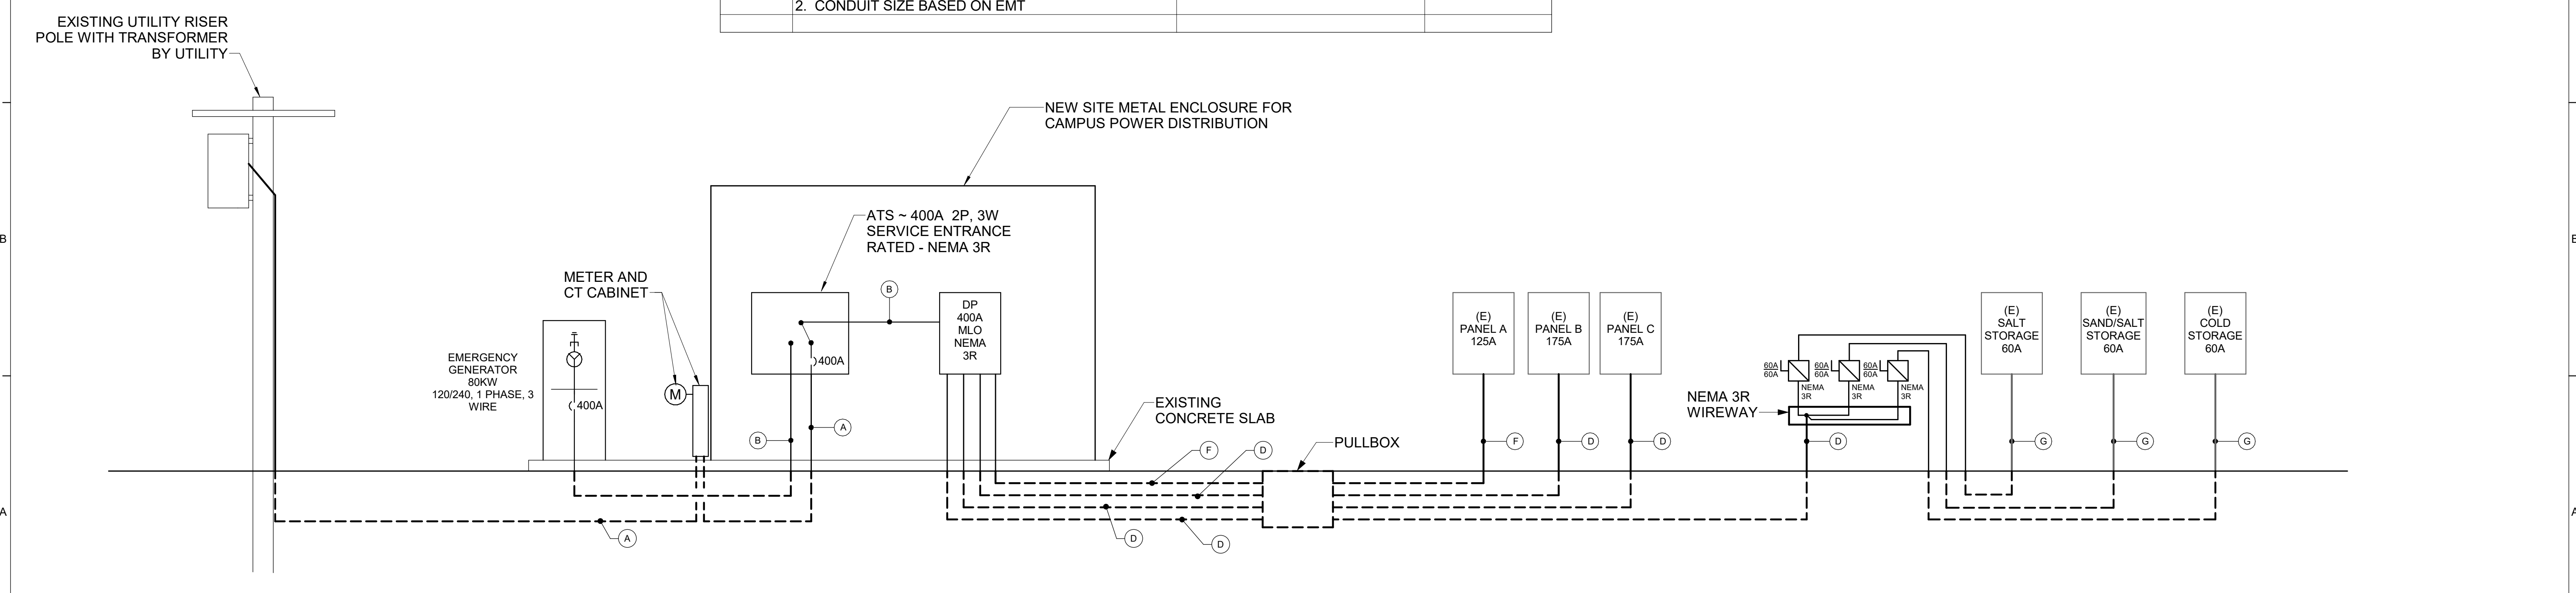 2. CONDUIT SIZE BASED ON EMT
EXISTING UTILITY RISER
POLE WITH TRANSFORMER
BY UTILITY
NEW SITE METAL ENCLOSURE FOR
CAMPUS POWER DISTRIBUTION
ATS ~ 400A 2P, 3W
SERVICE ENTRANCE
RATED - NEMA 3R
METER AND
CT CABINET
B
DP
400A
MLO
NEMA
3R
)400A
EMERGENCY
GENERATOR
80KW
120/240, 1 PHASE, 3
WIRE
(400A
M
B
A
EXISTING
CONCRETE SLAB
PULLBOX
F
D
D
D
A
(E)
PANEL A
125A
(E)
PANEL B
175A
(E)
PANEL C
175A
F
D
D
60A
60A
NEMA
3R
60A
60A
NEMA
3R
60A
60A
NEMA
3R
NEMA 3R
WIREWAY
D
(E)
SALT
STORAGE
60A
(E)
SAND/SALT
STORAGE
60A
(E)
COLD
STORAGE
60A
G
G
G
B
A
A